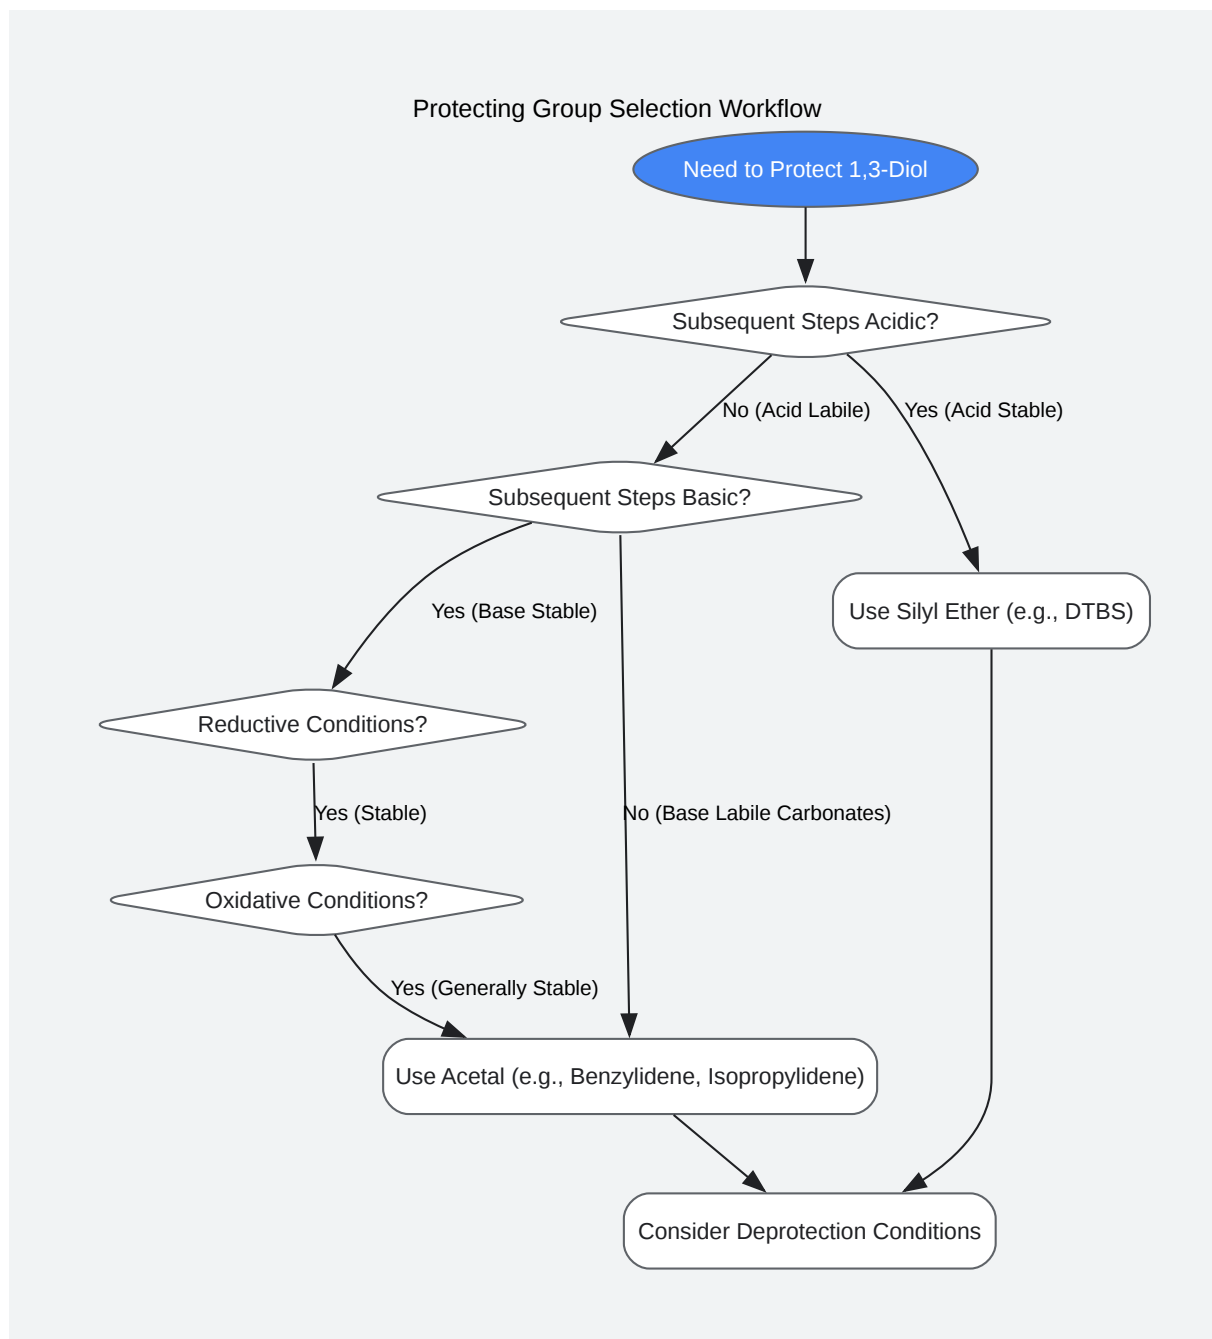 Protecting Group Selection Workflow
Need to Protect 1,3-Diol
Subsequent Steps Acidic?
No (Acid Labile)
Yes (Acid Stable)
Subsequent Steps Basic?
Yes (Base Stable)
Use Silyl Ether (e.g., DTBS)
Reductive Conditions?
Yes (Stable)
No (Base Labile Carbonates)
Oxidative Conditions?
Yes (Generally Stable)
Use Acetal (e.g., Benzylidene, Isopropylidene)
Consider Deprotection Conditions